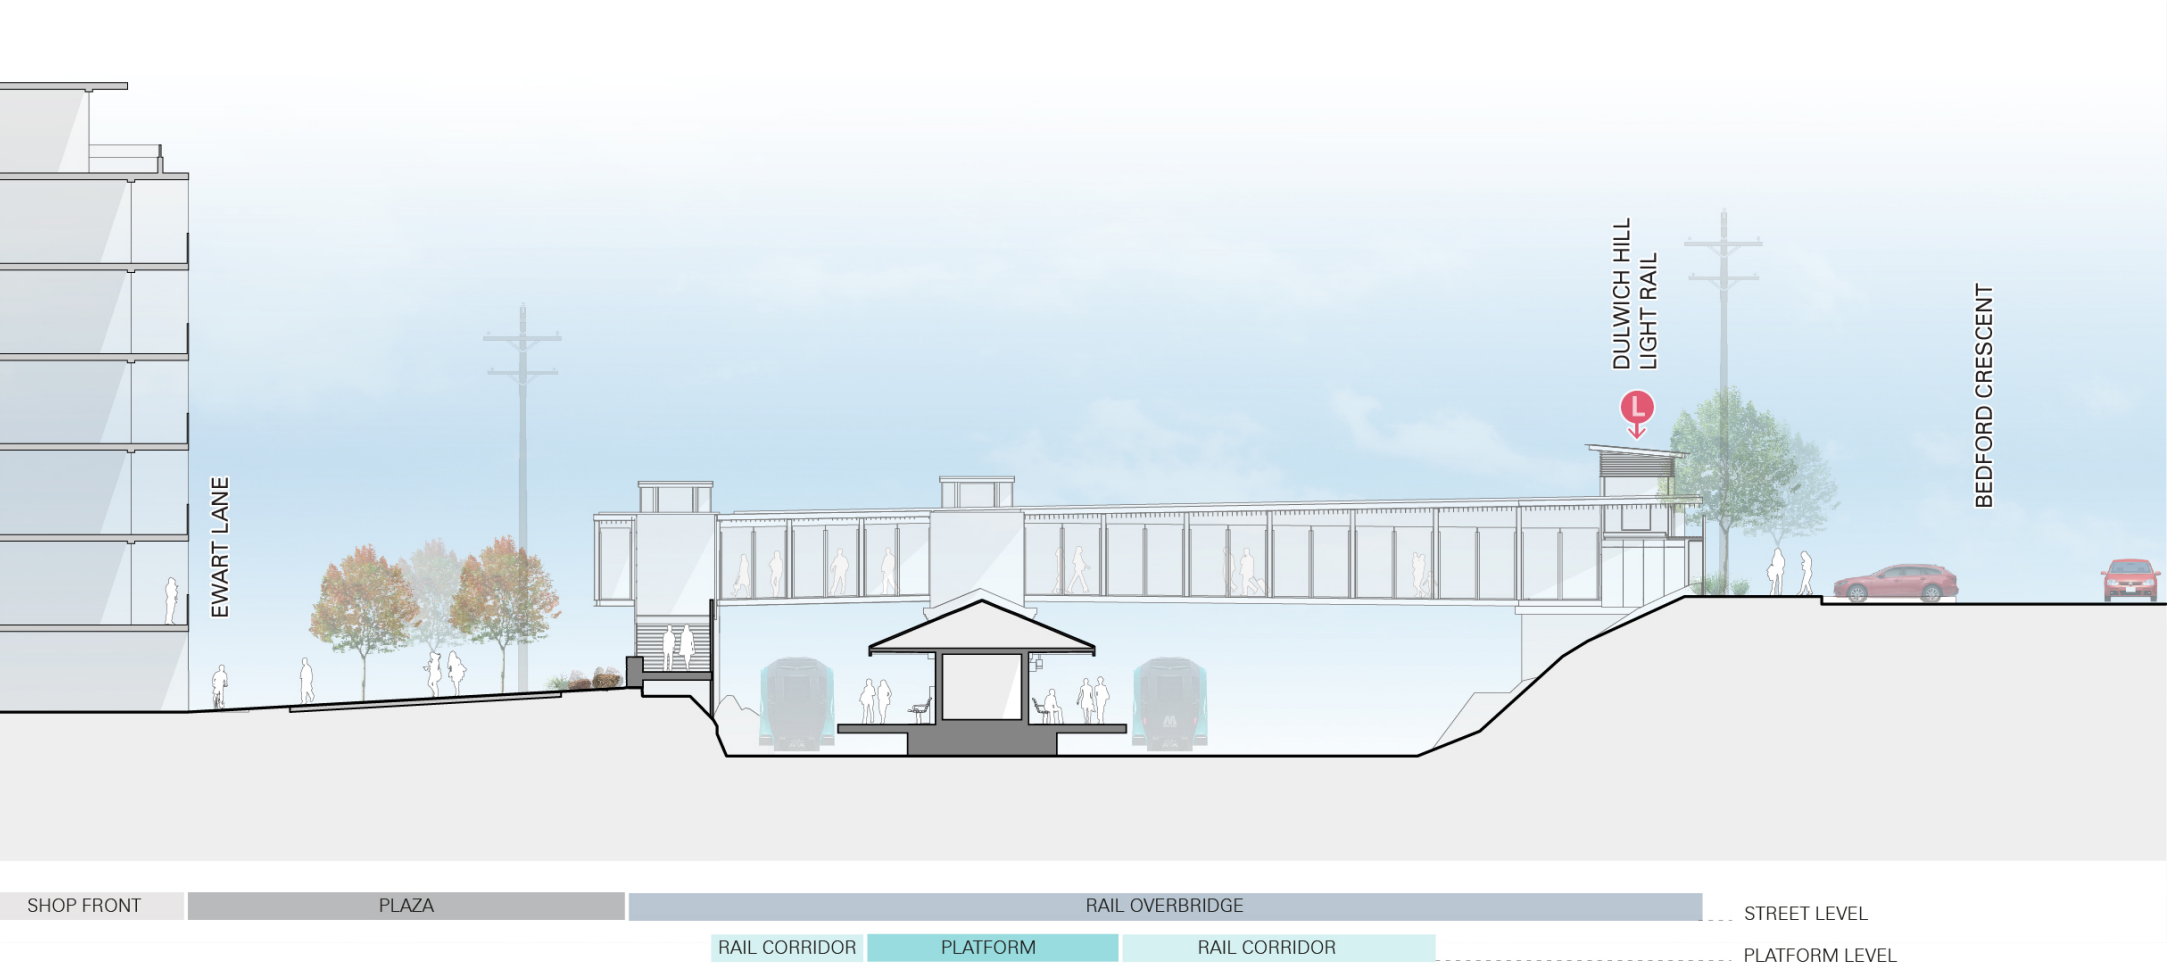 DULWICH HILL
LIGHT RAIL
L
BEDFORD CRESCENT
EWART LANE
SHOP FRONT
PLAZA
RAIL OVERBRIDGE
STREET LEVEL
RAIL CORRIDOR
PLATFORM
RAIL CORRIDOR
PLATFORM LEVEL